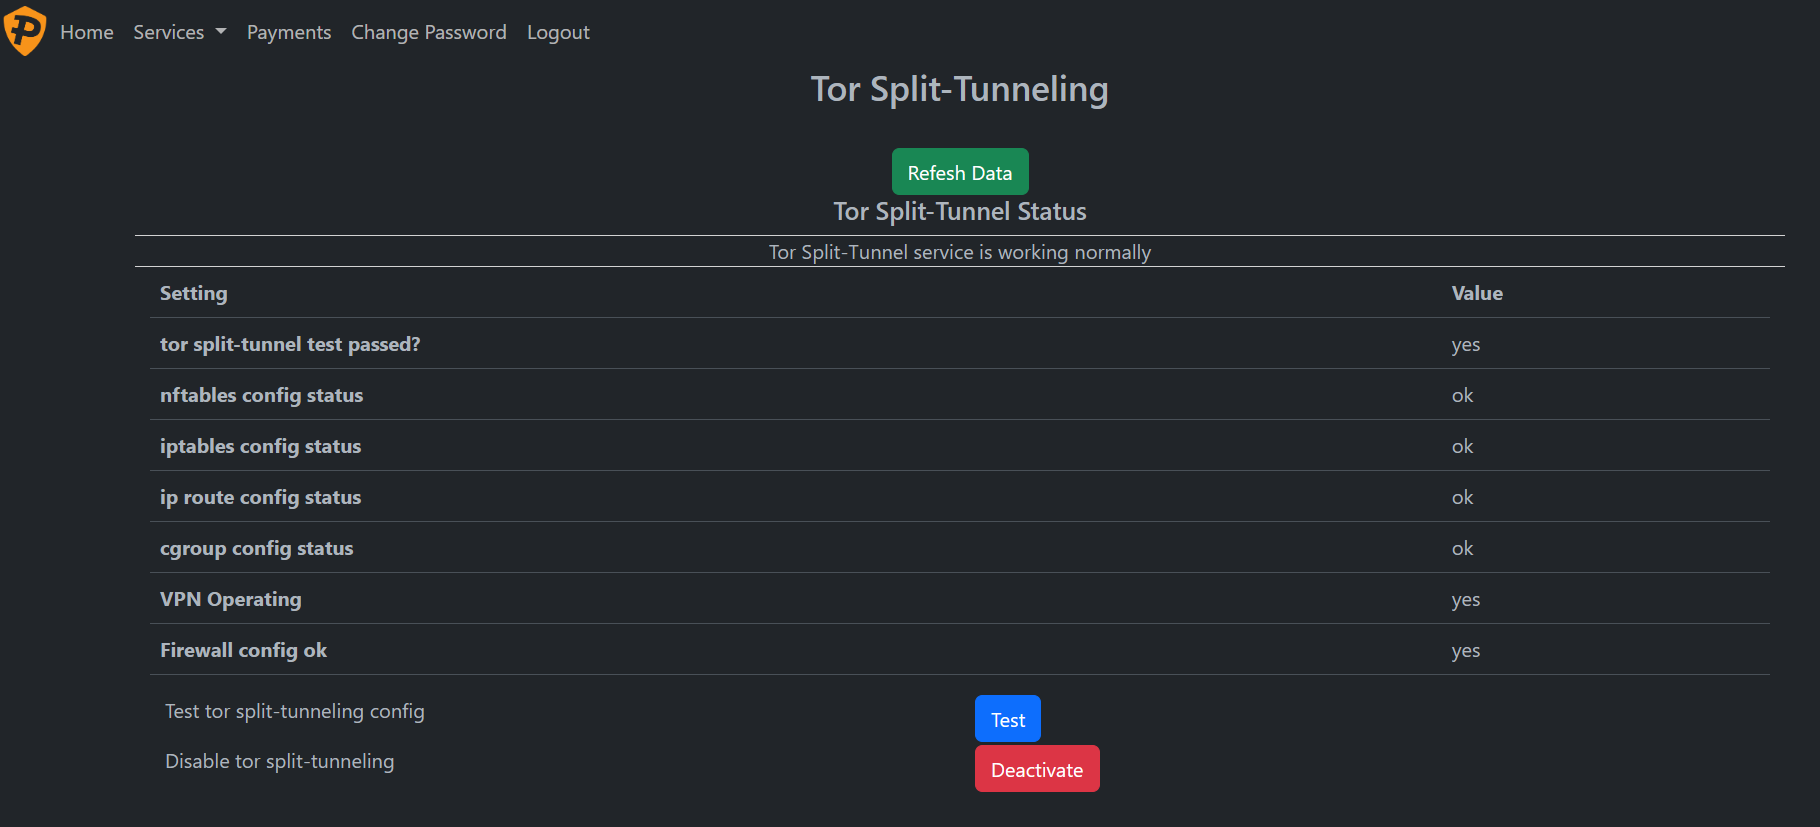 Home Services Payments Change Password Logout
Tor Split-Tunneling
Refesh Data
Tor Split-Tunnel Status
Tor Split-Tunnel service is working normally
Setting Value
tor split-tunnel test passed? yes
nftables config status ok
iptables config status ok
ip route config status ok
cgroup config status ok
VPN Operating yes
Firewall config ok yes
Test tor split-tunneling config Test
Disable tor split-tunneling Deactivate